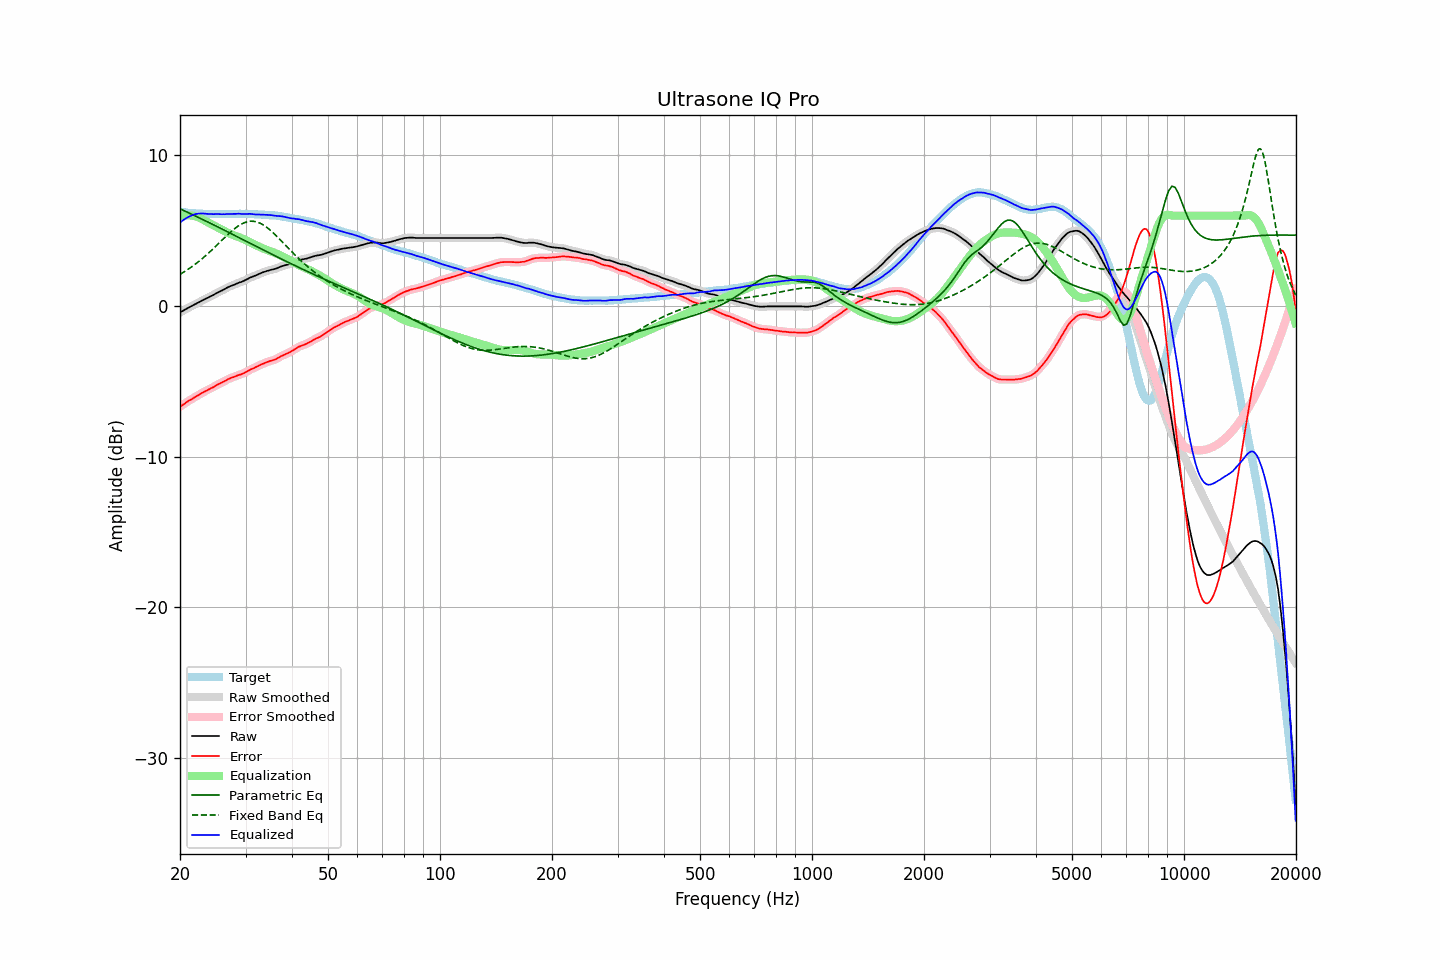 Ultrasone IQ Pro
Amplitude (dBr)
10
0
−10
−20
−30
Target
Raw Smoothed
Error Smoothed
Raw
Error
Equalization
Parametric Eq
Fixed Band Eq
Equalized
20 50 100 200 500 1000 2000 5000 10000 20000
Frequency (Hz)